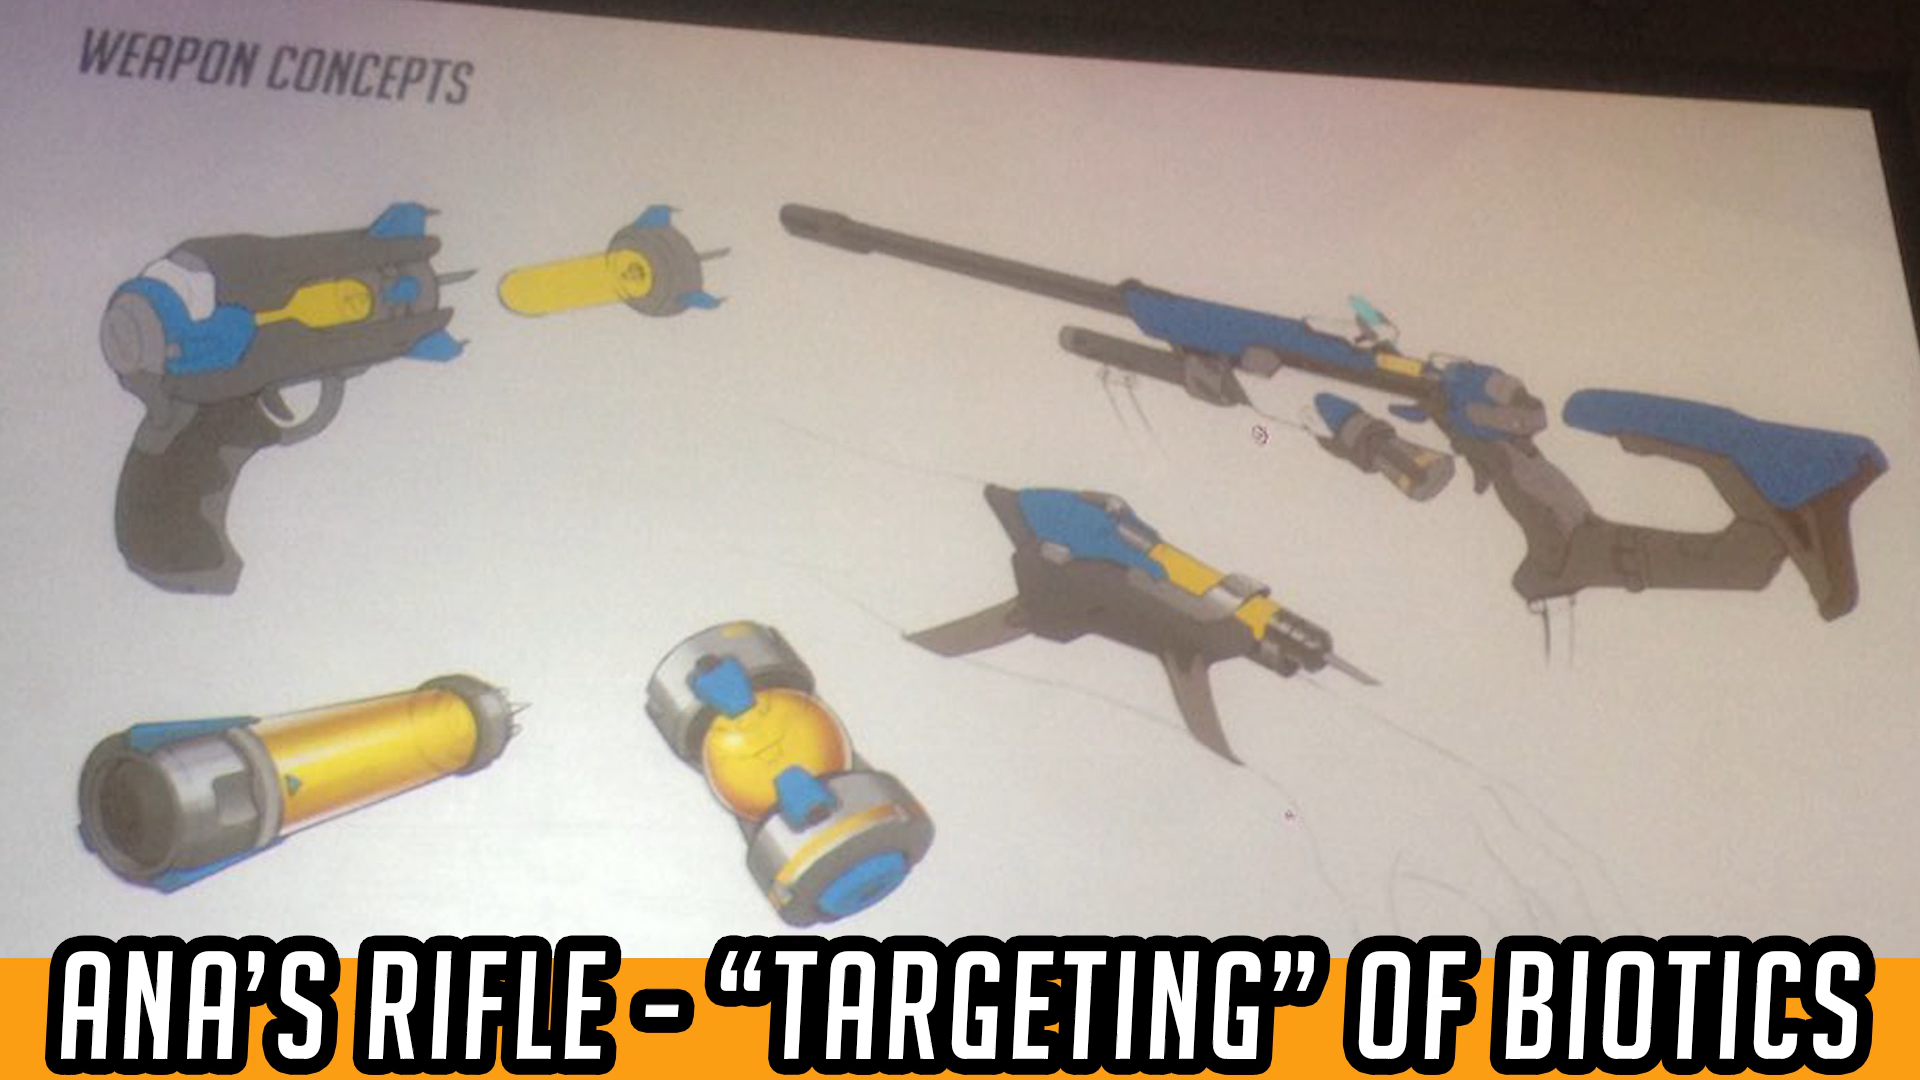 WEAPON CONCEPTS
ANA’S RIFLE - “TARGETING” OF BIOTICS